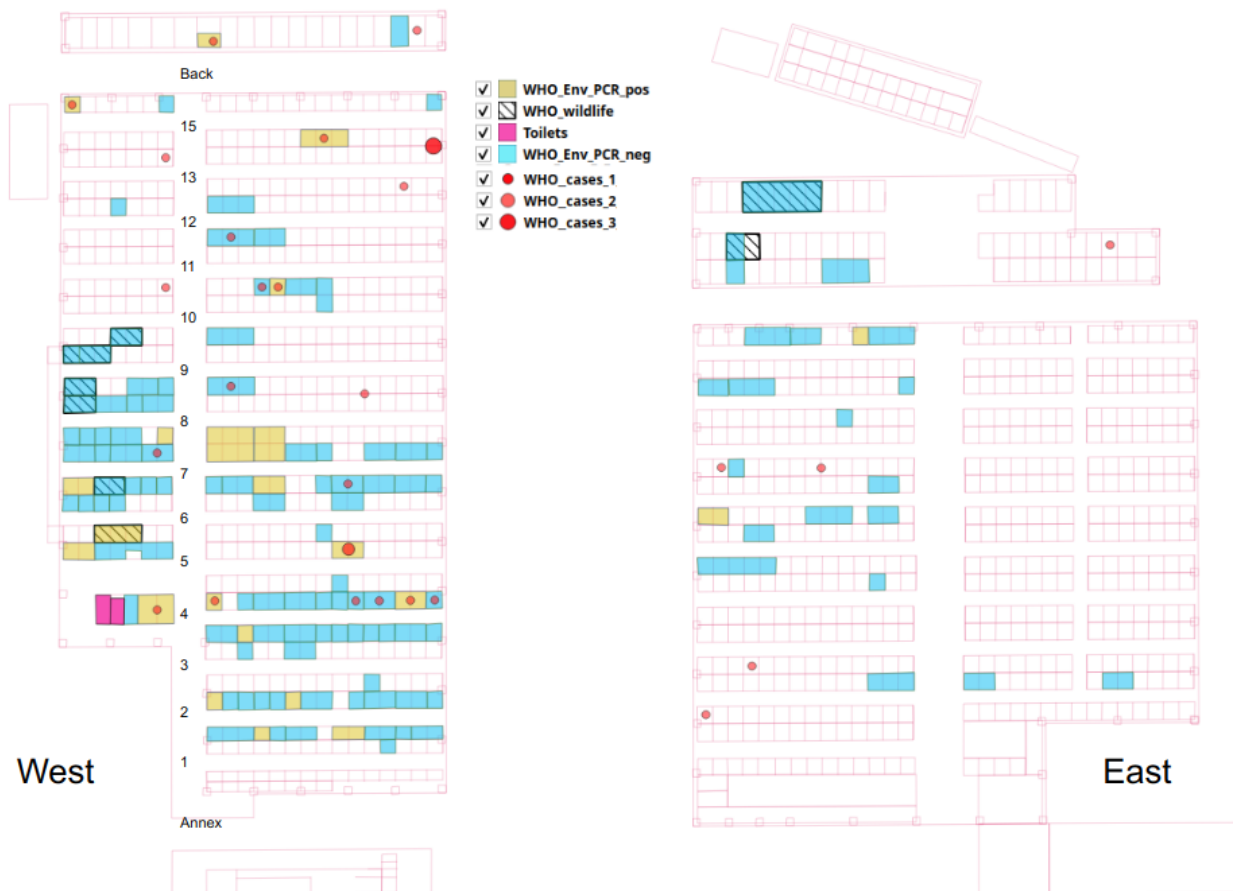 Back
15
13
12
11
10
9
8
7
6
5
4
3
2
1
Annex
West
WHO_Env_PCR_pos
WHO_wildlife
Toilets
WHO_Env_PCR_neg
WHO_cases_1
WHO_cases_2
WHO_cases_3
East